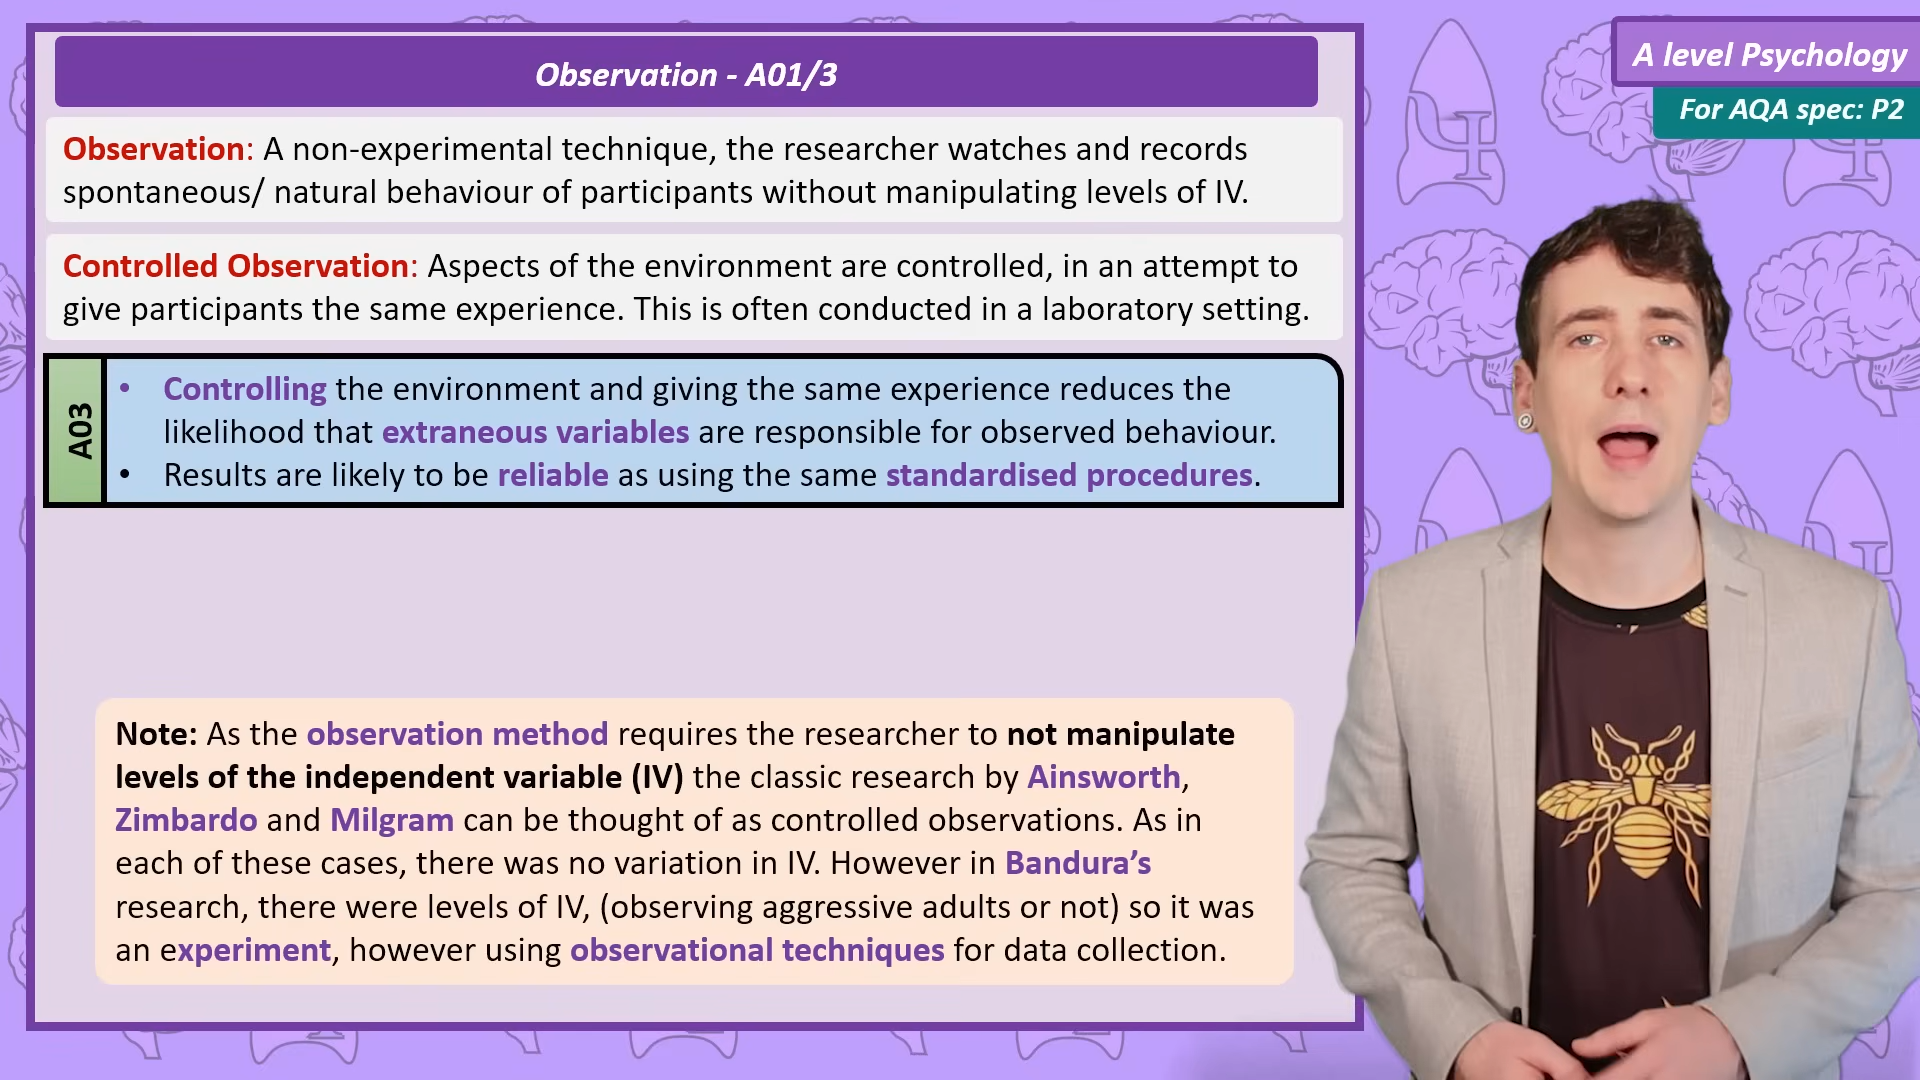 Observation - A01/3
A level Psychology
For AQA spec: P2
Observation: A non-experimental technique, the researcher watches and records
spontaneous/ natural behaviour of participants without manipulating levels of IV.
Controlled Observation: Aspects of the environment are controlled, in an attempt to
give participants the same experience. This is often conducted in a laboratory setting.
A03
• Controlling the environment and giving the same experience reduces the
likelihood that extraneous variables are responsible for observed behaviour.
• Results are likely to be reliable as using the same standardised procedures.
Note: As the observation method requires the researcher to not manipulate
levels of the independent variable (IV) the classic research by Ainsworth,
Zimbardo and Milgram can be thought of as controlled observations. As in
each of these cases, there was no variation in IV. However in Bandura’s
research, there were levels of IV, (observing aggressive adults or not) so it was
an experiment, however using observational techniques for data collection.